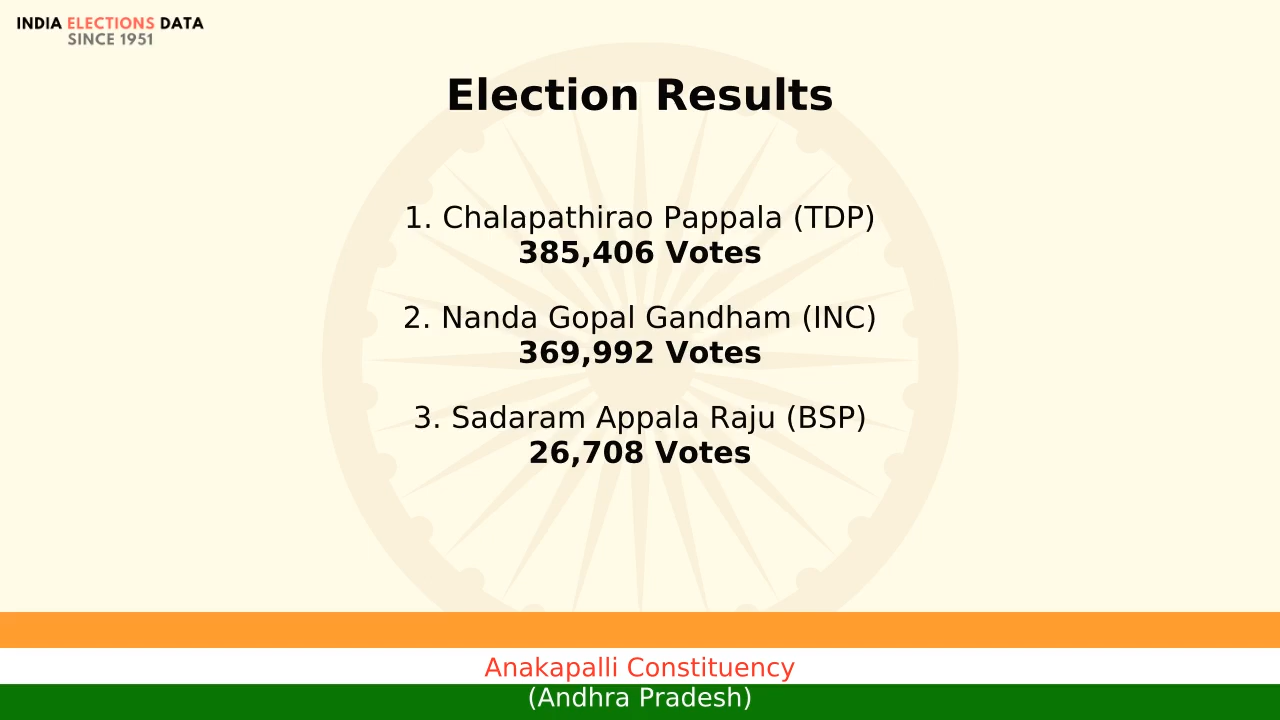 INDIA ELECTIONS DATA
SINCE 1951
Election Results
1. Chalapathirao Pappala (TDP)
385,406 Votes
2. Nanda Gopal Gandham (INC)
369,992 Votes
3. Sadaram Appala Raju (BSP)
26,708 Votes
Anakapalli Constituency
(Andhra Pradesh)